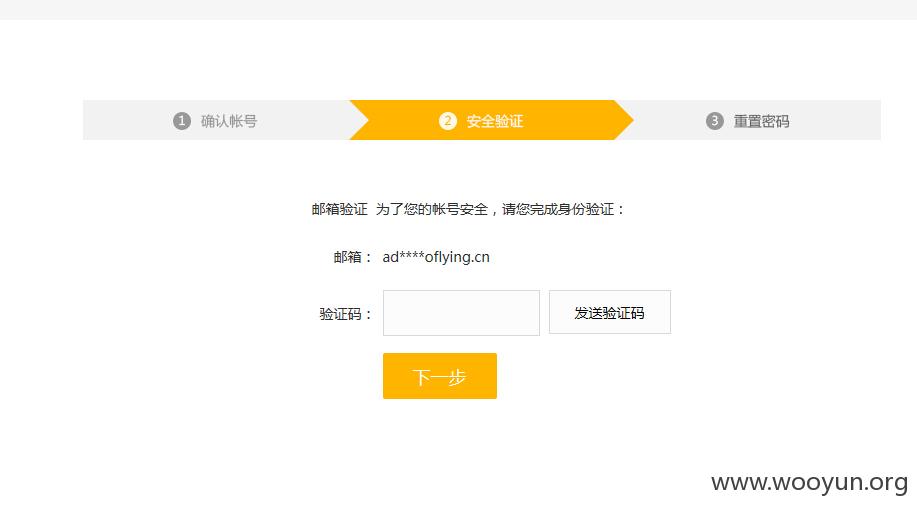 1 确认帐号 2 安全验证 3 重置密码
邮箱验证 为了您的帐号安全，请您完成身份验证：
邮箱： ad****oflying.cn
验证码： 发送验证码
下一步
www.wooyun.org